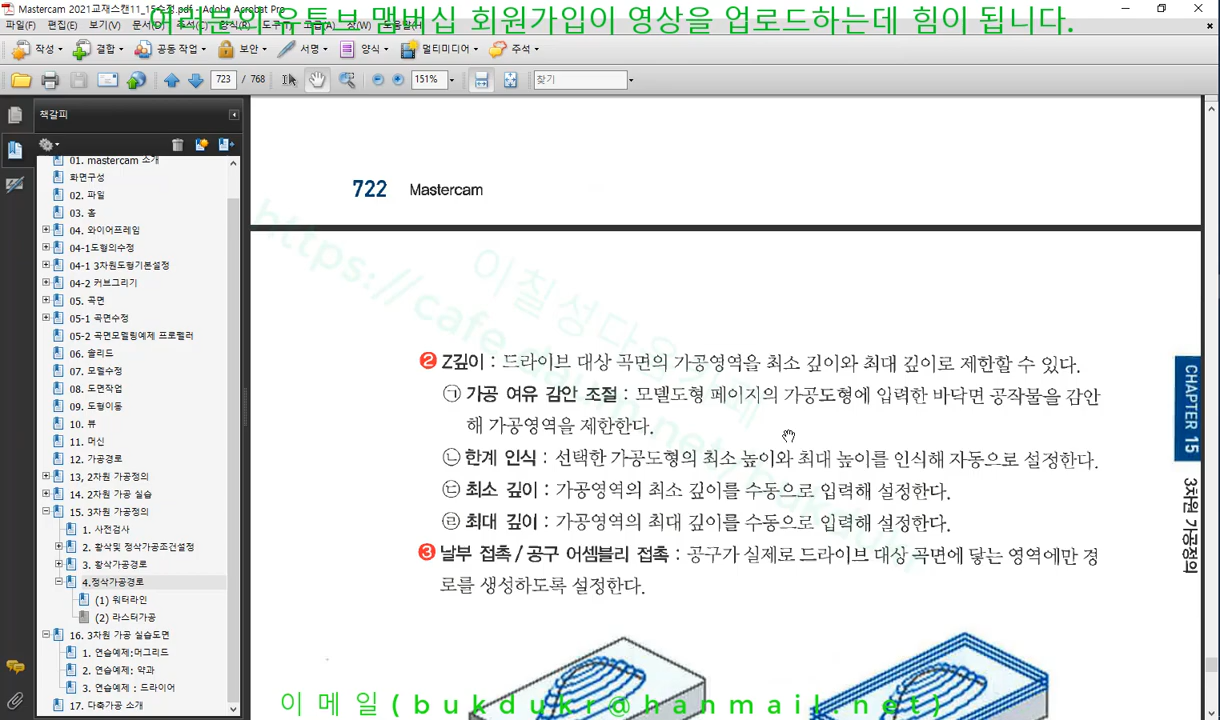 Mastercam 2021교재스캔11_15수정.pdf - Adobe Acrobat Pro
유튜브 맴버십 회원가입이 영상을 업로드하는데 힘이 됩니다.
파일(F) 편집(E) 보기(V) 문서(D) 주석(C) 도구(T) 고급(A) 창(W) 도움말(H)
작성 결합 공동 작업 보안 서명 양식 멀티미디어 주석
723 / 768 151% 찾기
책갈피
01. mastercam 소개
화면구성
02. 파일
03. 홈
04. 와이어프레임
04-1도형의수정
04-1 3차원도형기본설정
04-2 커브그리기
05. 곡면
05-1 곡면수정
05-2 곡면모델링예제 프로펠러
06. 솔리드
07. 모델수정
08. 도면작업
09. 도형이동
10. 뷰
11. 머신
12. 가공경로
13. 2차원 가공정의
14. 2차원 가공 실습
15. 3차원 가공정의
1. 사전검사
2. 황삭및 정삭가공조건설정
3. 황삭가공경로
4.정삭가공경로
(1) 워터라인
(2) 라스터가공
16. 3차원 가공 실습도면
1. 연습예제:머그리드
2. 연습예제: 약과
3. 연습예제 : 드라이어
17. 다축가공 소개
722 Mastercam
이칠성다음카페
https://cafe.daum.net/bukdukr
❷ Z깊이 : 드라이브 대상 곡면의 가공영역을 최소 깊이와 최대 깊이로 제한할 수 있다.
㉠ 가공 여유 감안 조절 : 모델도형 페이지의 가공도형에 입력한 바닥면 공작물을 감안
해 가공영역을 제한한다.
㉡ 한계 인식 : 선택한 가공도형의 최소 높이와 최대 높이를 인식해 자동으로 설정한다.
㉢ 최소 깊이 : 가공영역의 최소 깊이를 수동으로 입력해 설정한다.
㉣ 최대 깊이 : 가공영역의 최대 깊이를 수동으로 입력해 설정한다.
❸ 날부 접촉 / 공구 어셈블리 접촉 : 공구가 실제로 드라이브 대상 곡면에 닿는 영역에만 경
로를 생성하도록 설정한다.
CHAPTER 15
3차원 가공정의
이 메 일 ( b u k d u k r @ h a n m a i l . n e t )